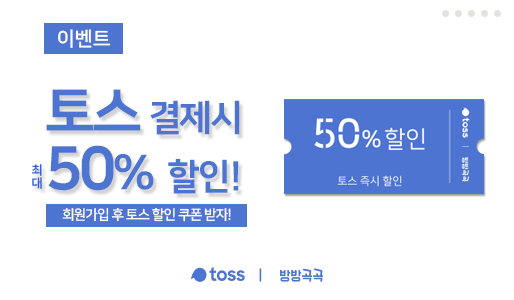 이벤트
토스 결제시
최대 50% 할인!
회원가입 후 토스 할인 쿠폰 받자!
50% 할인
토스 즉시 할인
toss | 방방곡곡
toss | 방방곡곡